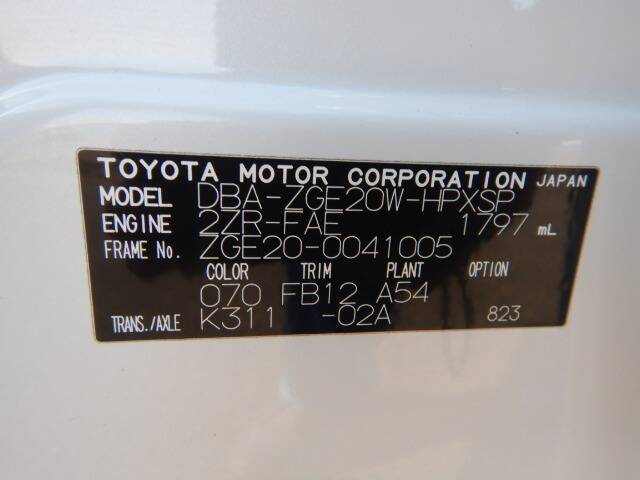 TOYOTA MOTOR CORPORATION JAPAN
MODEL DBA-ZGE20W-HPXSP
ENGINE 2ZR-FAE 1797 mL
FRAME No. ZGE20-0041005
COLOR TRIM PLANT OPTION
070 FB12 A54
TRANS./AXLE K311 -02A 823